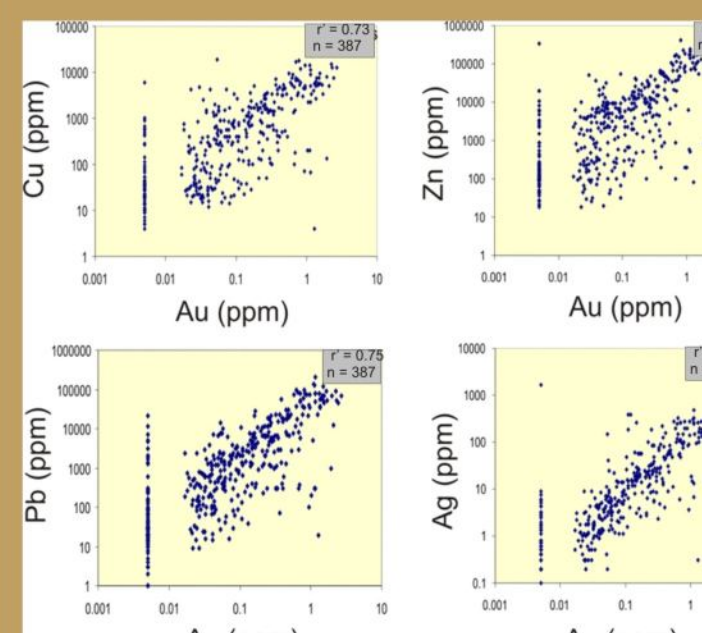 r' = 0.73
n = 387
Cu (ppm)
100000
10000
1000
100
10
1
0.001 0.01 0.1 1 10
Au (ppm)
Zn (ppm)
1000000
100000
10000
1000
100
10
1
0.001 0.01 0.1 1
Au (ppm)
r' = 0.75
n = 387
Pb (ppm)
1000000
100000
10000
1000
100
10
1
0.001 0.01 0.1 1 10
r'
n
Ag (ppm)
10000
1000
100
10
1
0.1
0.001 0.01 0.1 1